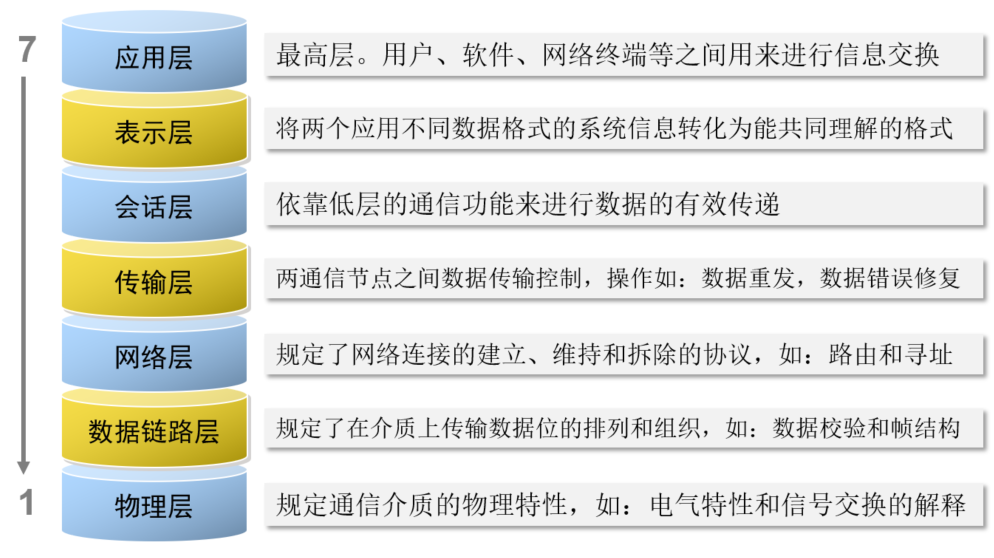 7
应用层
最高层。用户、软件、网络终端等之间用来进行信息交换
表示层
将两个应用不同数据格式的系统信息转化为能共同理解的格式
会话层
依靠低层的通信功能来进行数据的有效传递
传输层
两通信节点之间数据传输控制，操作如：数据重发，数据错误修复
网络层
规定了网络连接的建立、维持和拆除的协议，如：路由和寻址
数据链路层
规定了在介质上传输数据位的排列和组织，如：数据校验和帧结构
1
物理层
规定通信介质的物理特性，如：电气特性和信号交换的解释